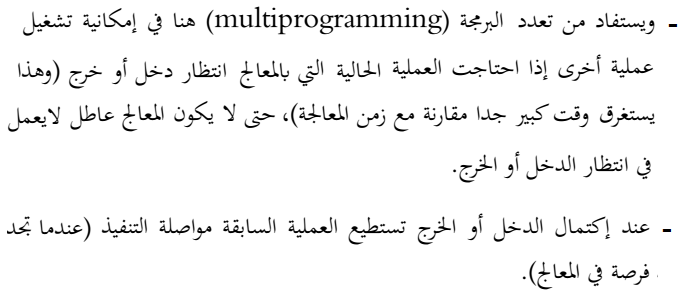 - ويستفاد من تعدد البرمجة (multiprogramming) هنا في إمكانية تشغيل
عملية أخرى إذا احتاجت العملية الحالية التي بالمعالج انتظار دخل أو خرج (وهذا
يستغرق وقت كبير جدا مقارنة مع زمن المعالجة)، حتى لا يكون المعالج عاطل لايعمل
في انتظار الدخل أو الخرج.
- عند إكتمال الدخل أو الخرج تستطيع العملية السابقة مواصلة التنفيذ (عندما تجد
فرصة في المعالج).